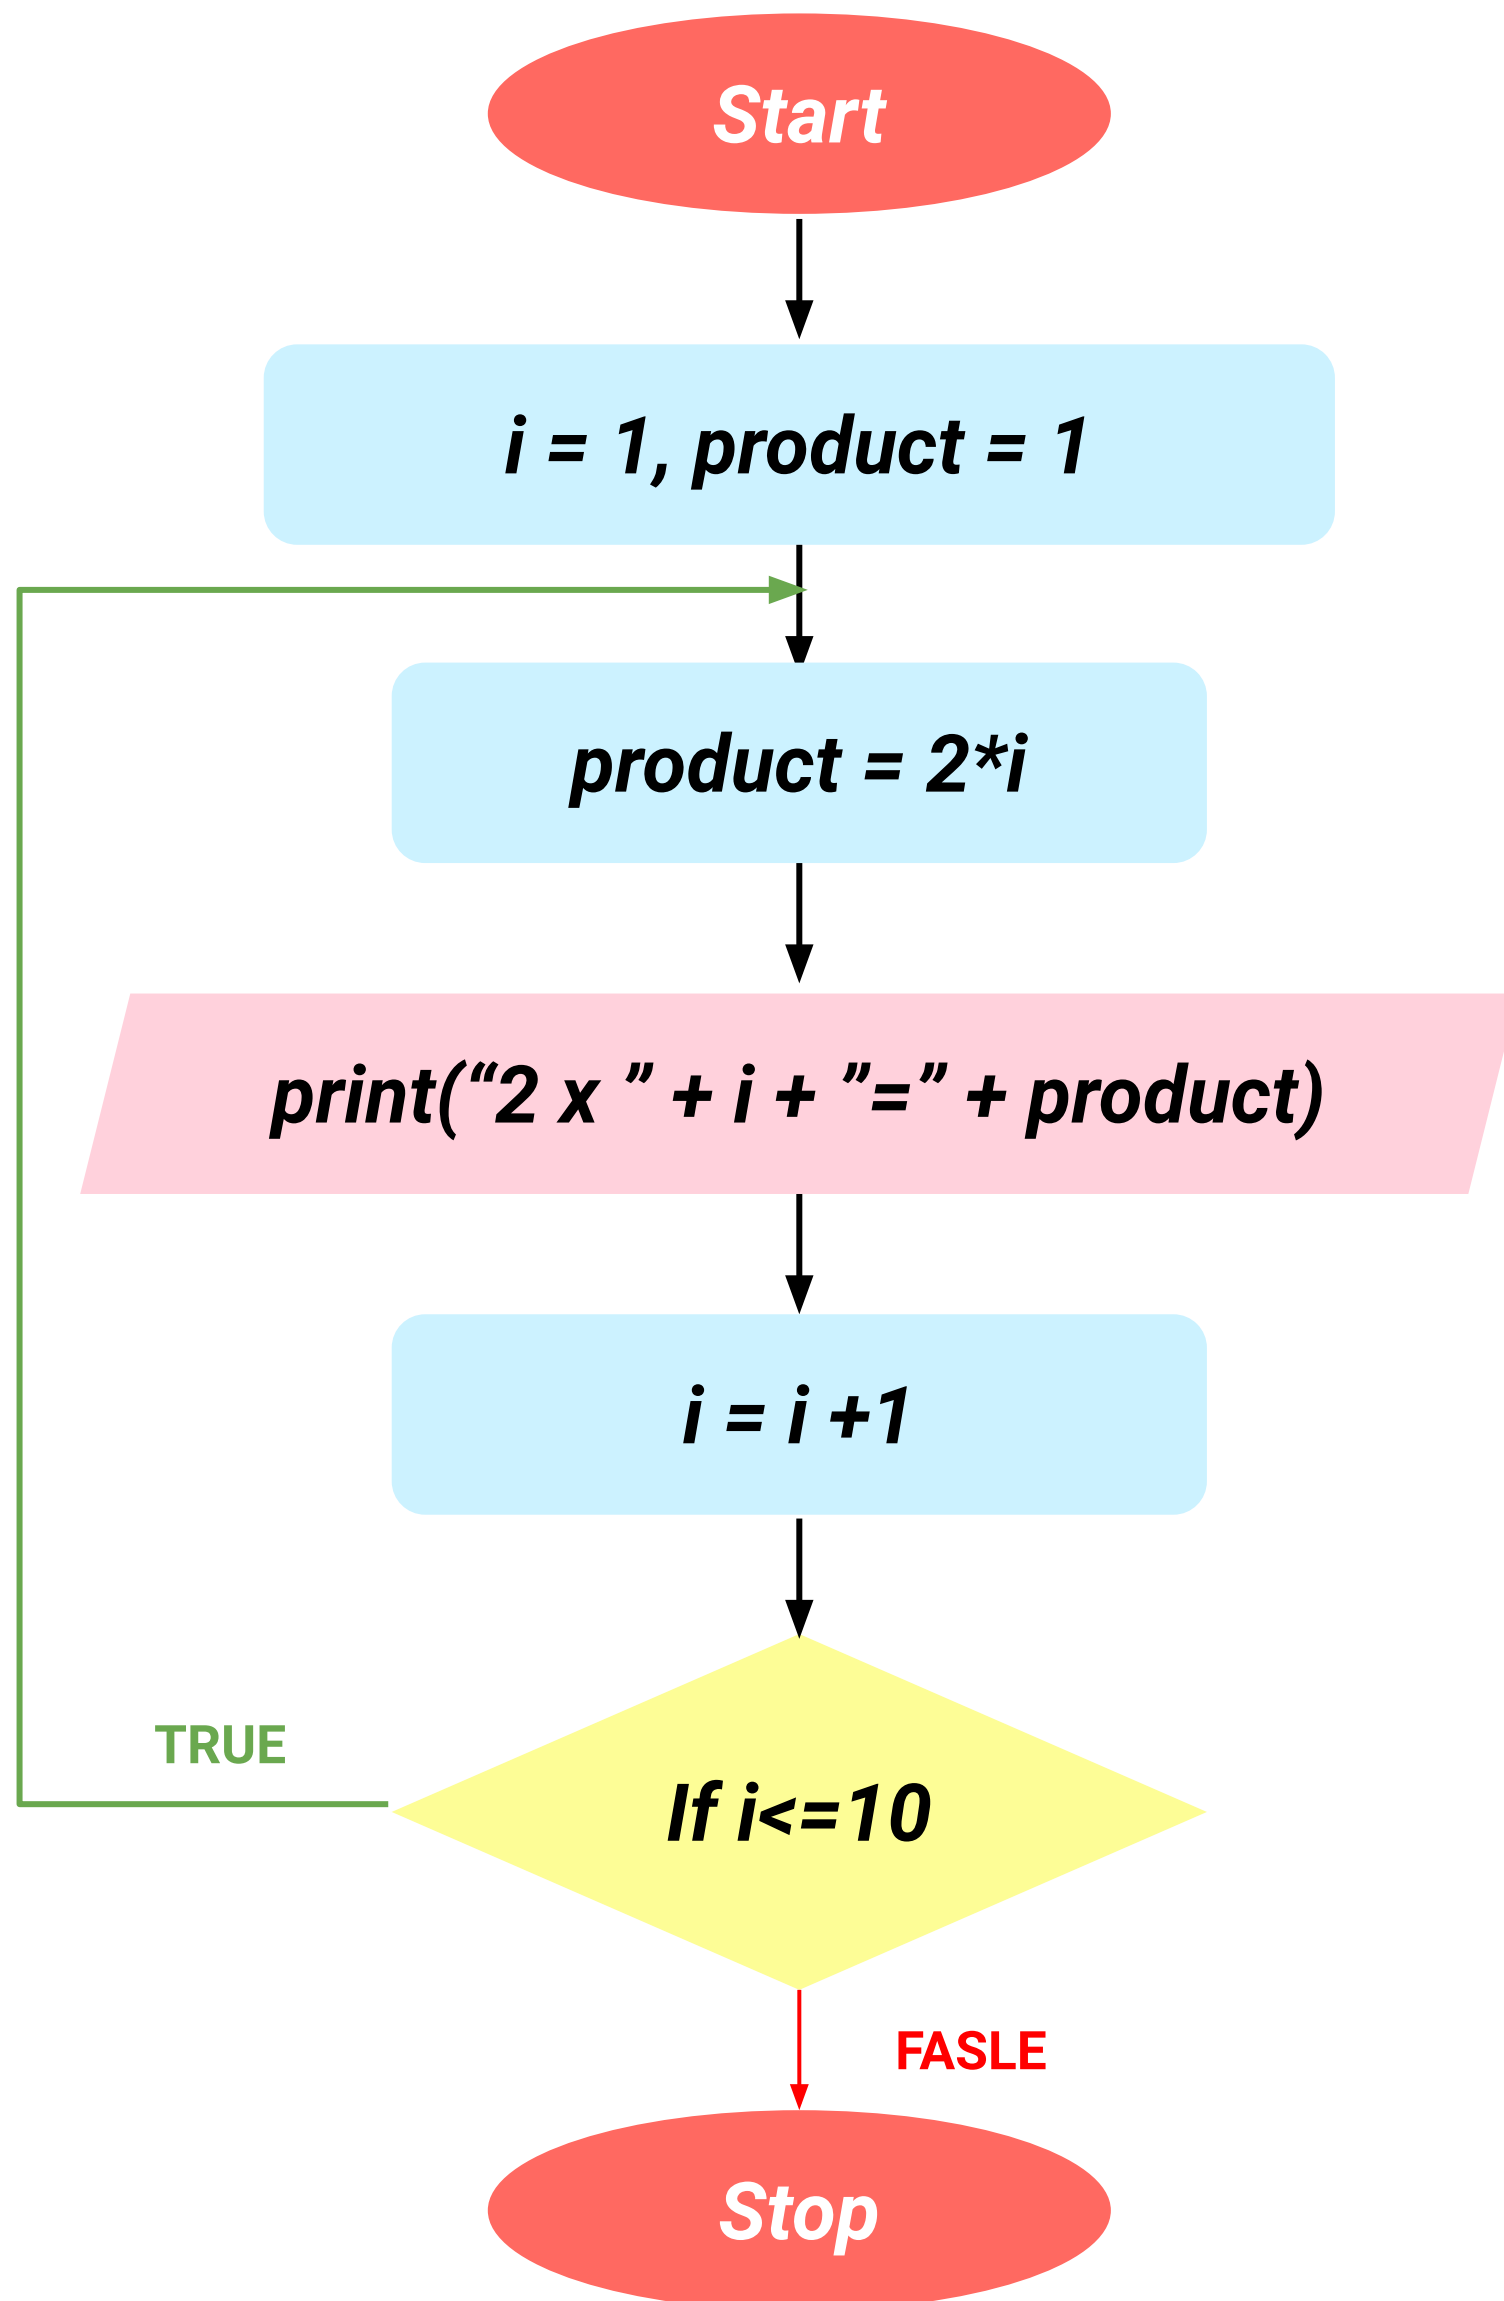 Start
i = 1, product = 1
product = 2*i
print(“2 x ” + i + ”=” + product)
i = i +1
TRUE
If i<=10
FASLE
Stop